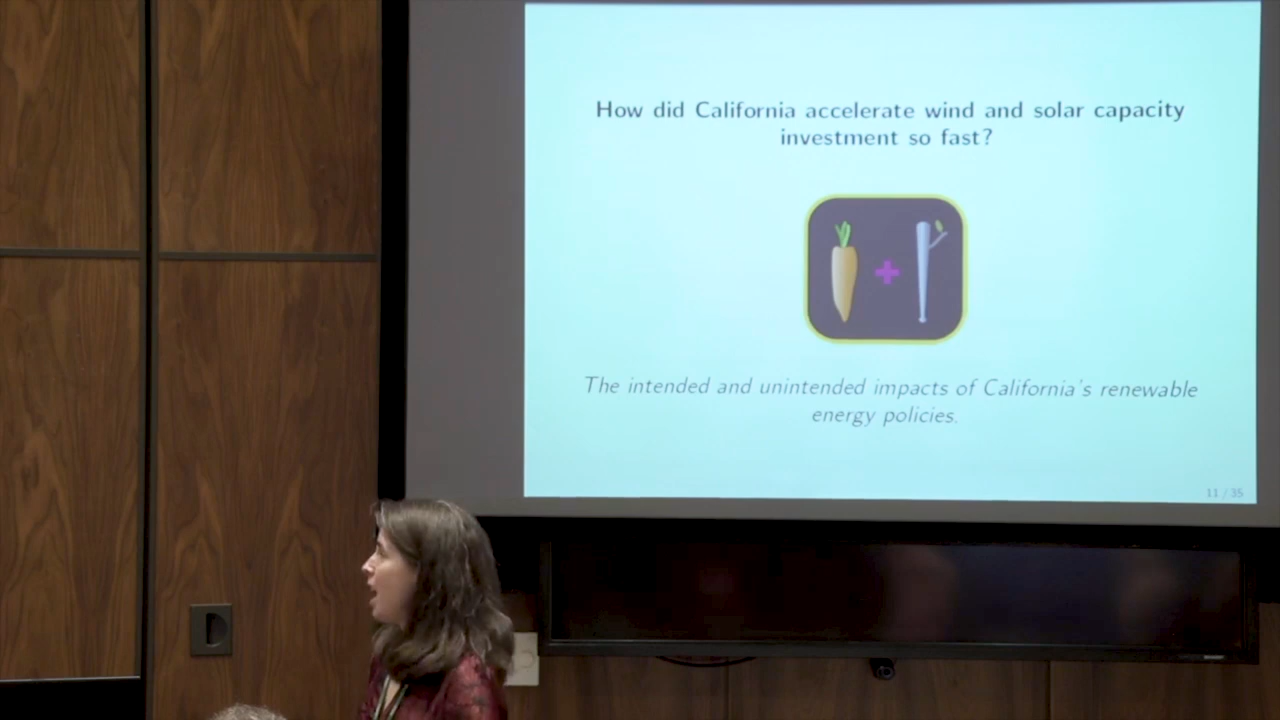 How did California accelerate wind and solar capacity
investment so fast?
The intended and unintended impacts of California's renewable
energy policies.
11 / 35